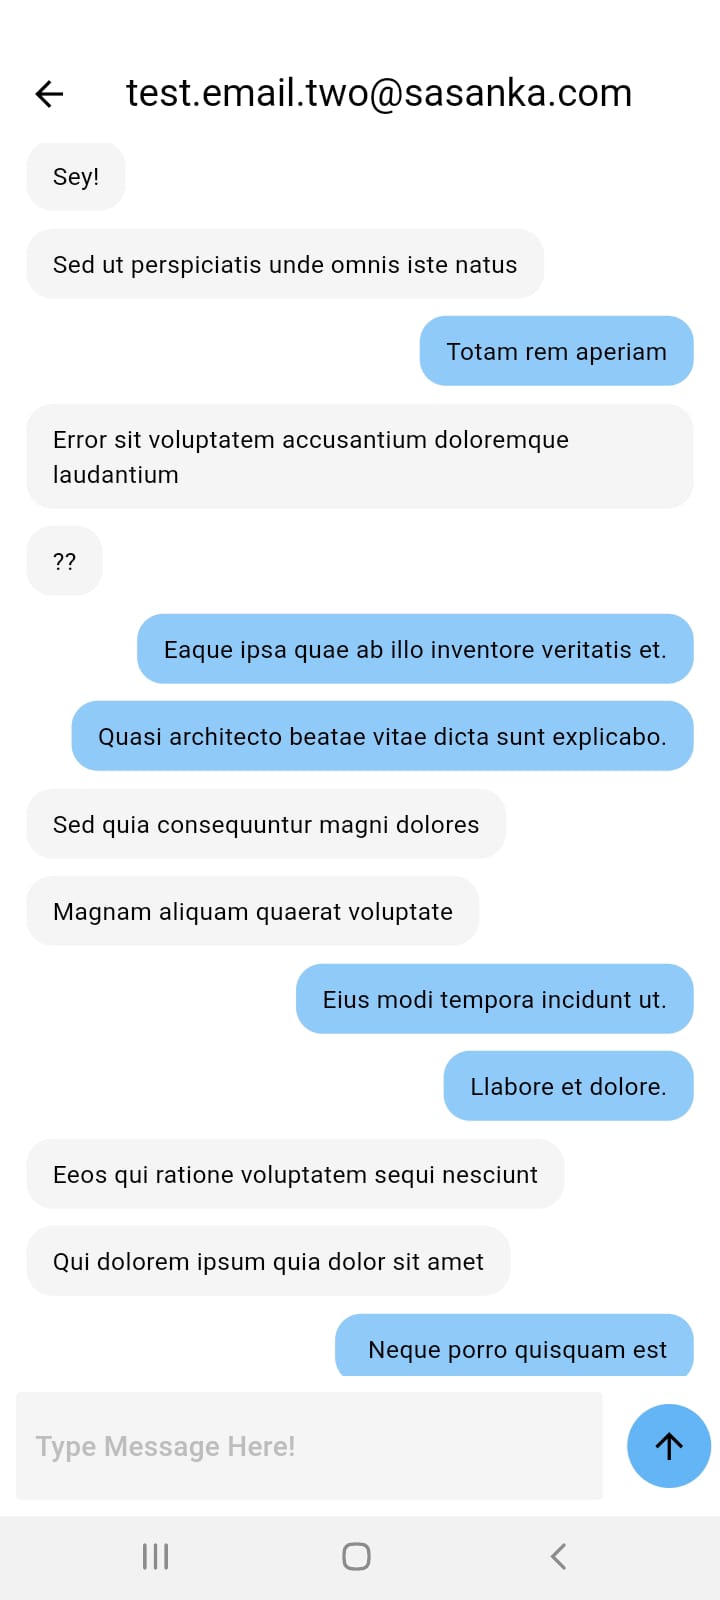 test.email.two@sasanka.com
Sey!
Sed ut perspiciatis unde omnis iste natus
Totam rem aperiam
Error sit voluptatem accusantium doloremque
laudantium
??
Eaque ipsa quae ab illo inventore veritatis et.
Quasi architecto beatae vitae dicta sunt explicabo.
Sed quia consequuntur magni dolores
Magnam aliquam quaerat voluptate
Eius modi tempora incidunt ut.
Llabore et dolore.
Eeos qui ratione voluptatem sequi nesciunt
Qui dolorem ipsum quia dolor sit amet
Neque porro quisquam est
Type Message Here!